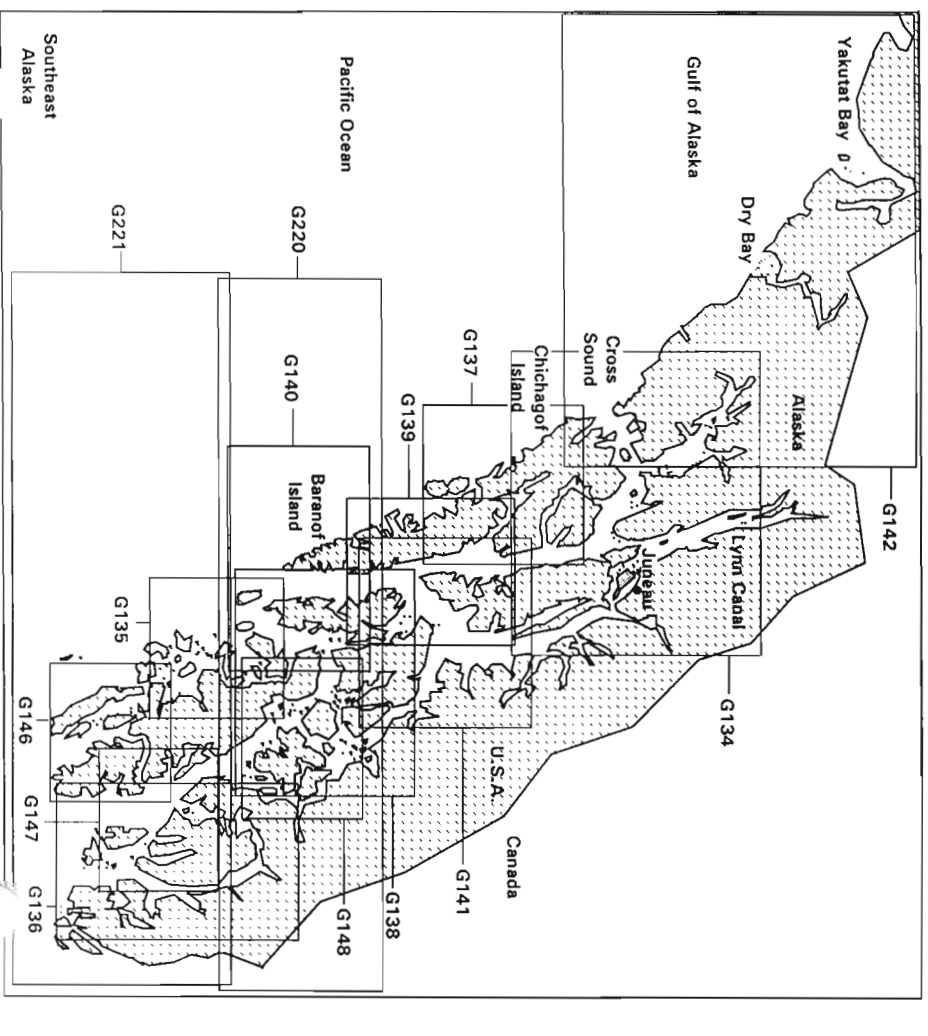 G142
Yakutat Bay
Alaska
Dry Bay
Lynn Canal
G134
Gulf of Alaska
Juneau
Cross
Sound
Chichagof
Island
Canada
U.S.A.
G137
G141
G139
G138
Pacific Ocean
G148
Baranof
Island
G220
G140
G221
G135
Southeast
Alaska
G146
G147
G136